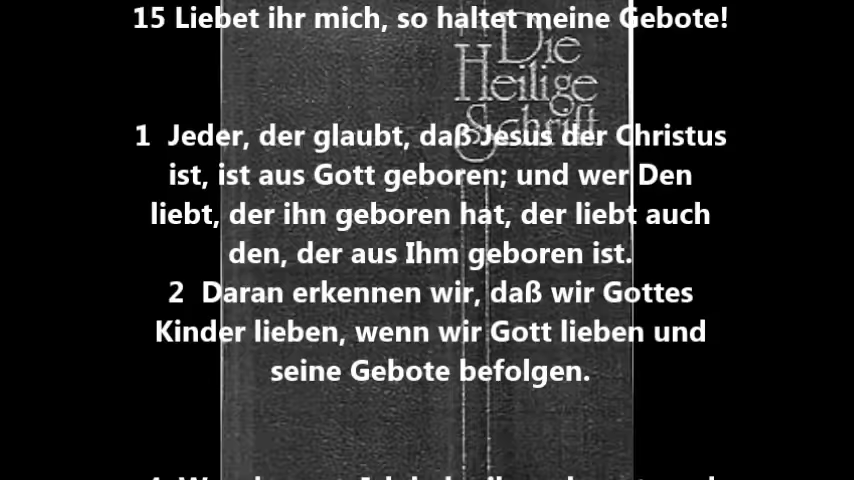 15 Liebet ihr mich, so haltet meine Gebote!
Die
Heilige
Schrift
1 Jeder, der glaubt, daß Jesus der Christus
ist, ist aus Gott geboren; und wer Den
liebt, der ihn geboren hat, der liebt auch
den, der aus Ihm geboren ist.
2 Daran erkennen wir, daß wir Gottes
Kinder lieben, wenn wir Gott lieben und
seine Gebote befolgen.